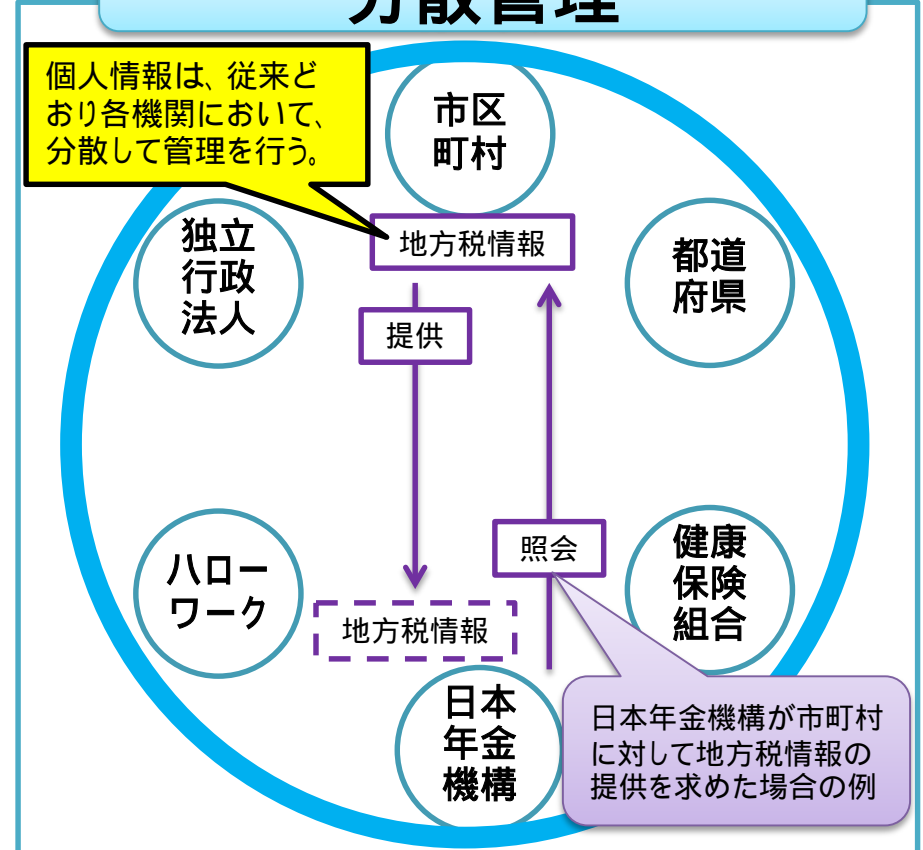 分散管理
個人情報は、従来ど
おり各機関において、
分散して管理を行う。
市区
町村
独立
行政
法人
地方税情報
都道
府県
提供
照会
ハロー
ワーク
健康
保険
組合
地方税情報
日本
年金
機構
日本年金機構が市町村
に対して地方税情報の
提供を求めた場合の例